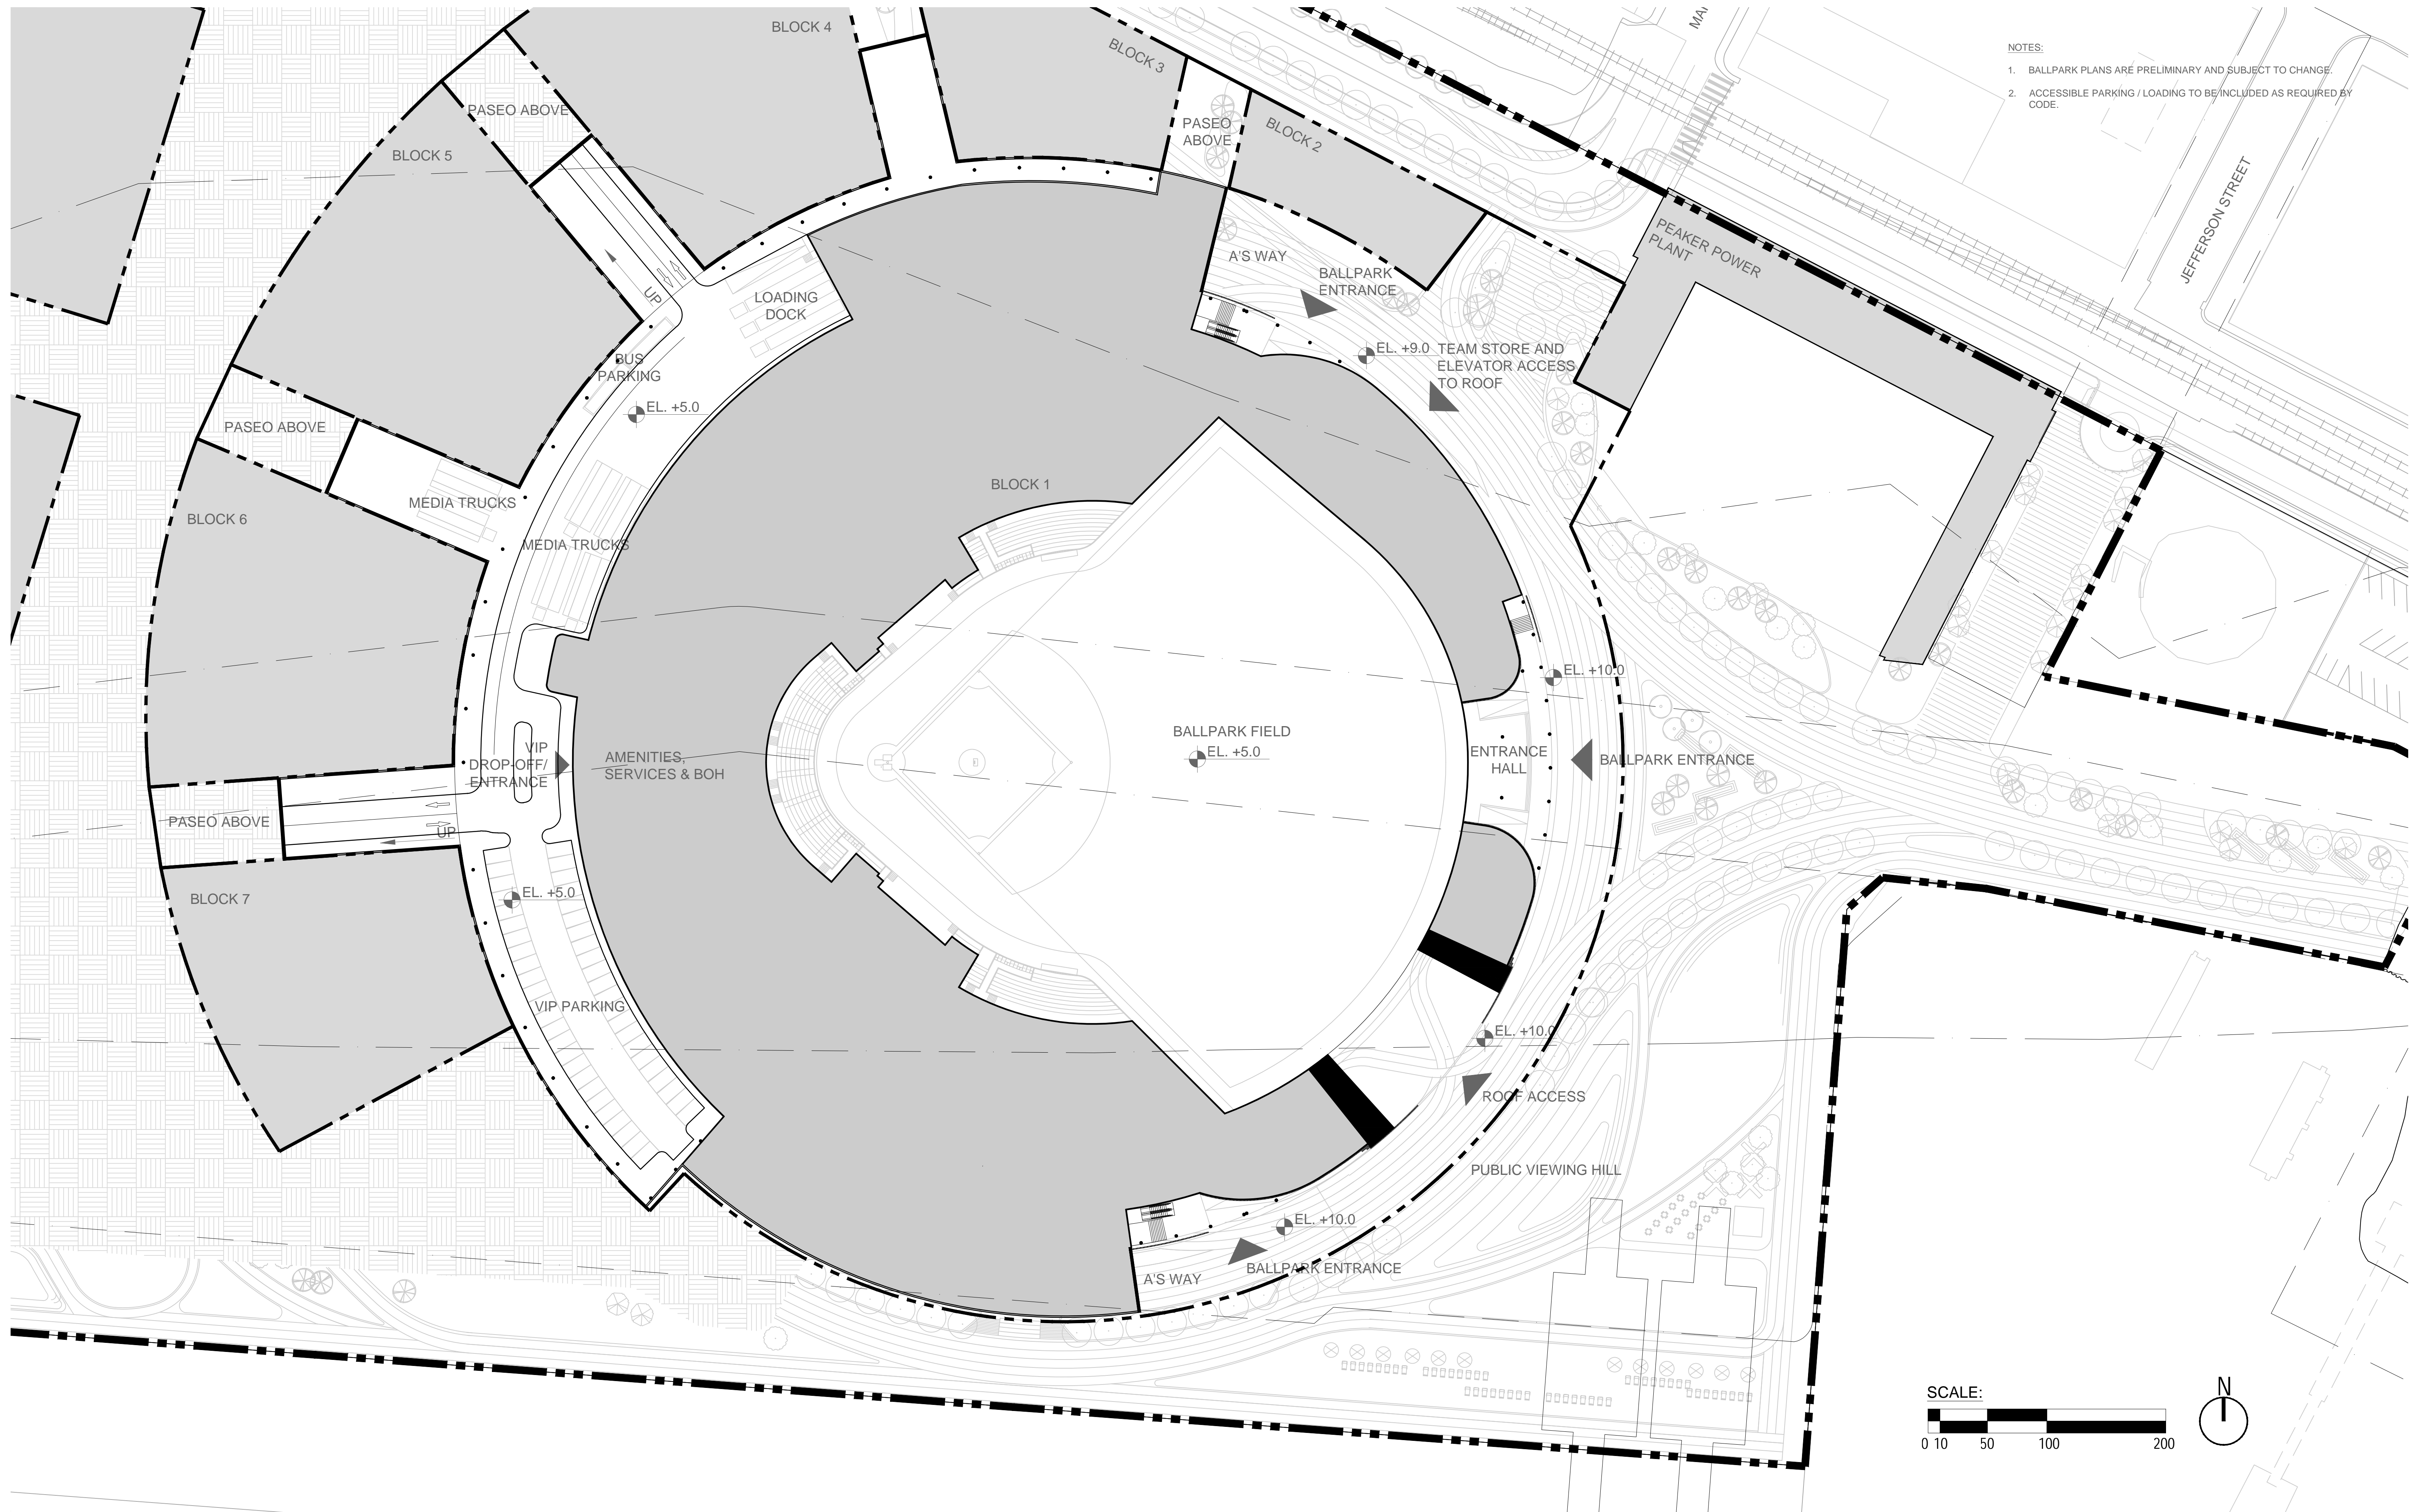 BLOCK 4
BLOCK 3
NOTES:
1. BALLPARK PLANS ARE PRELIMINARY AND SUBJECT TO CHANGE.
2. ACCESSIBLE PARKING / LOADING TO BE INCLUDED AS REQUIRED BY
CODE.
PASEO ABOVE
PASEO
ABOVE
BLOCK 2
BLOCK 5
JEFFERSON STREET
PEAKER POWER
PLANT
A'S WAY
BALLPARK
ENTRANCE
UP
LOADING
DOCK
BUS
PARKING
EL. +9.0
TEAM STORE AND
ELEVATOR ACCESS
TO ROOF
EL. +5.0
PASEO ABOVE
BLOCK 1
MEDIA TRUCKS
BLOCK 6
MEDIA TRUCKS
EL. +10.0
BALLPARK FIELD
EL. +5.0
VIP
DROP-OFF/
ENTRANCE
AMENITIES,
SERVICES & BOH
ENTRANCE
HALL
BALLPARK ENTRANCE
PASEO ABOVE
UP
BLOCK 7
EL. +5.0
VIP PARKING
EL. +10.0
ROOF ACCESS
PUBLIC VIEWING HILL
EL. +10.0
A'S WAY
BALLPARK ENTRANCE
SCALE:
0 10 50 100 200
N